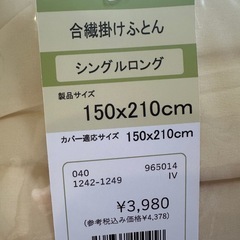 合繊掛けふとん
シングルロング
製品サイズ
150x210cm
カバー適応サイズ 150x210cm
040 965014
1242-1249 IV
¥3,980
(参考税込み価格¥4,378)